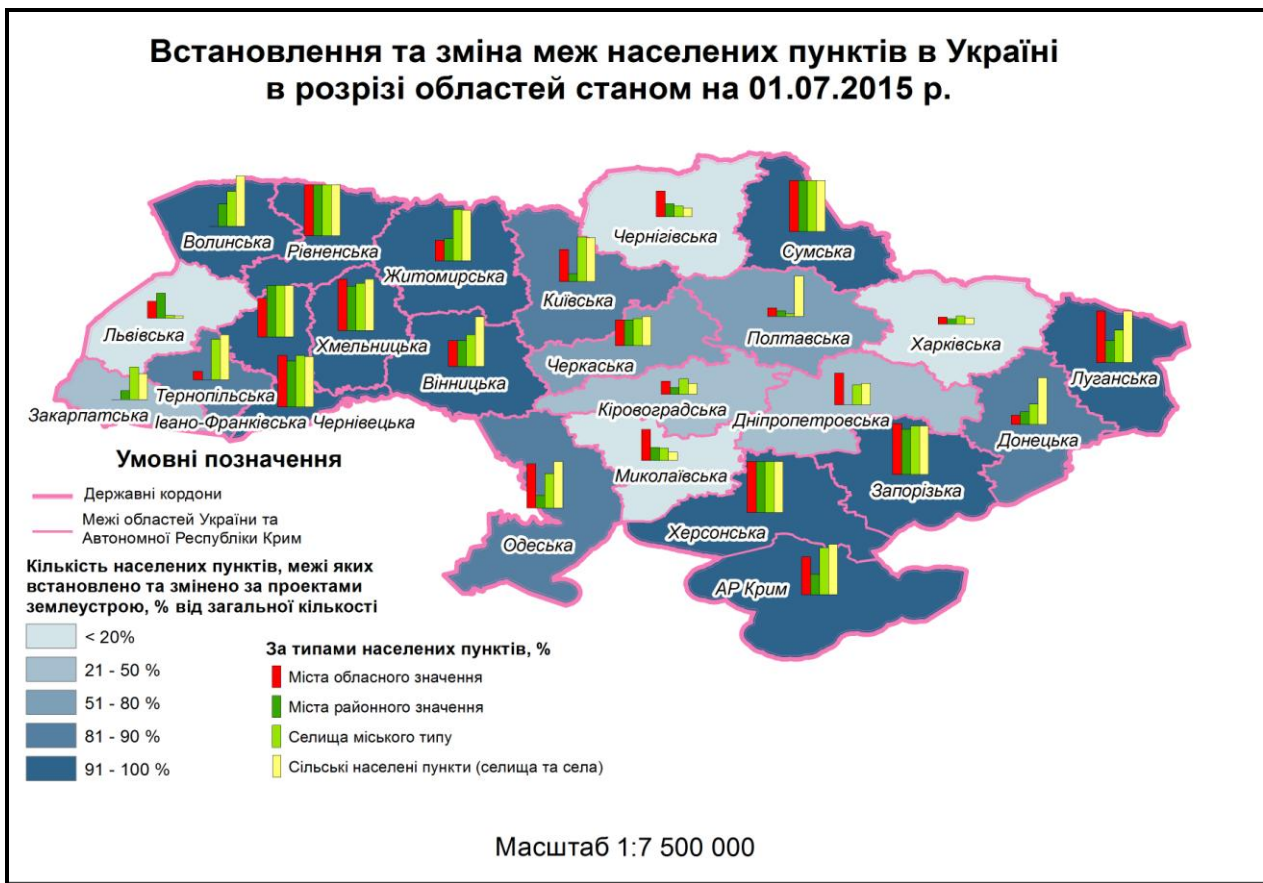 Встановлення та зміна меж населених пунктів в Україні
в розрізі областей станом на 01.07.2015 р.
Волинська
Рівненська
Житомирська
Київська
Чернігівська
Сумська
Львівська
Хмельницька
Вінницька
Черкаська
Полтавська
Харківська
Луганська
Закарпатська
Тернопільська
Івано-Франківська
Чернівецька
Кіровоградська
Дніпропетровська
Донецька
Миколаївська
Запорізька
Одеська
Херсонська
АР Крим
Умовні позначення
Державні кордони
Межі областей України та
Автономної Республіки Крим
Кількість населених пунктів, межі яких
встановлено та змінено за проектами
землеустрою, % від загальної кількості
< 20%
21 - 50 %
51 - 80 %
81 - 90 %
91 - 100 %
За типами населених пунктів, %
Міста обласного значення
Міста районного значення
Селища міського типу
Сільські населені пункти (селища та села)
Масштаб 1:7 500 000